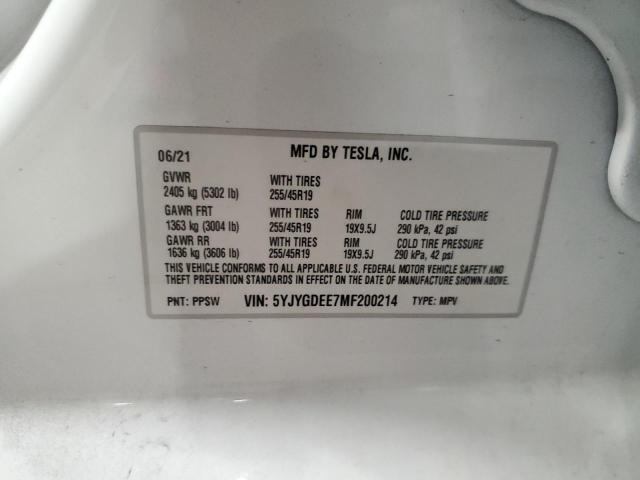 06/21 MFD BY TESLA, INC.
GVWR WITH TIRES
2405 kg (5302 lb) 255/45R19
GAWR FRT WITH TIRES RIM COLD TIRE PRESSURE
1363 kg (3004 lb) 255/45R19 19X9.5J 290 kPa, 42 psi
GAWR RR WITH TIRES RIM COLD TIRE PRESSURE
1636 kg (3606 lb) 255/45R19 19X9.5J 290 kPa, 42 psi
THIS VEHICLE CONFORMS TO ALL APPLICABLE U.S. FEDERAL MOTOR VEHICLE SAFETY AND
THEFT PREVENTION STANDARDS IN EFFECT ON THE DATE OF MANUFACTURE SHOWN ABOVE.
PNT: PPSW VIN: 5YJYGDEE7MF200214 TYPE: MPV